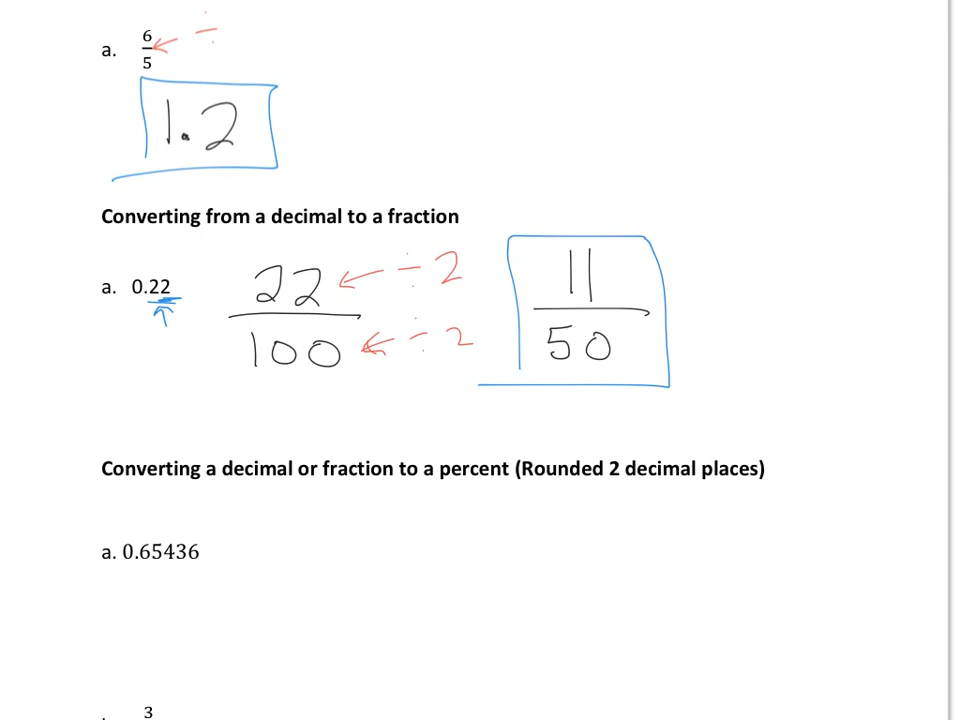 a. 6/5 ← ÷
1.2
Converting from a decimal to a fraction
a. 0.22 22/100 ← ÷ 2 ← ÷ 2 11/50
Converting a decimal or fraction to a percent (Rounded 2 decimal places)
a. 0.65436
3